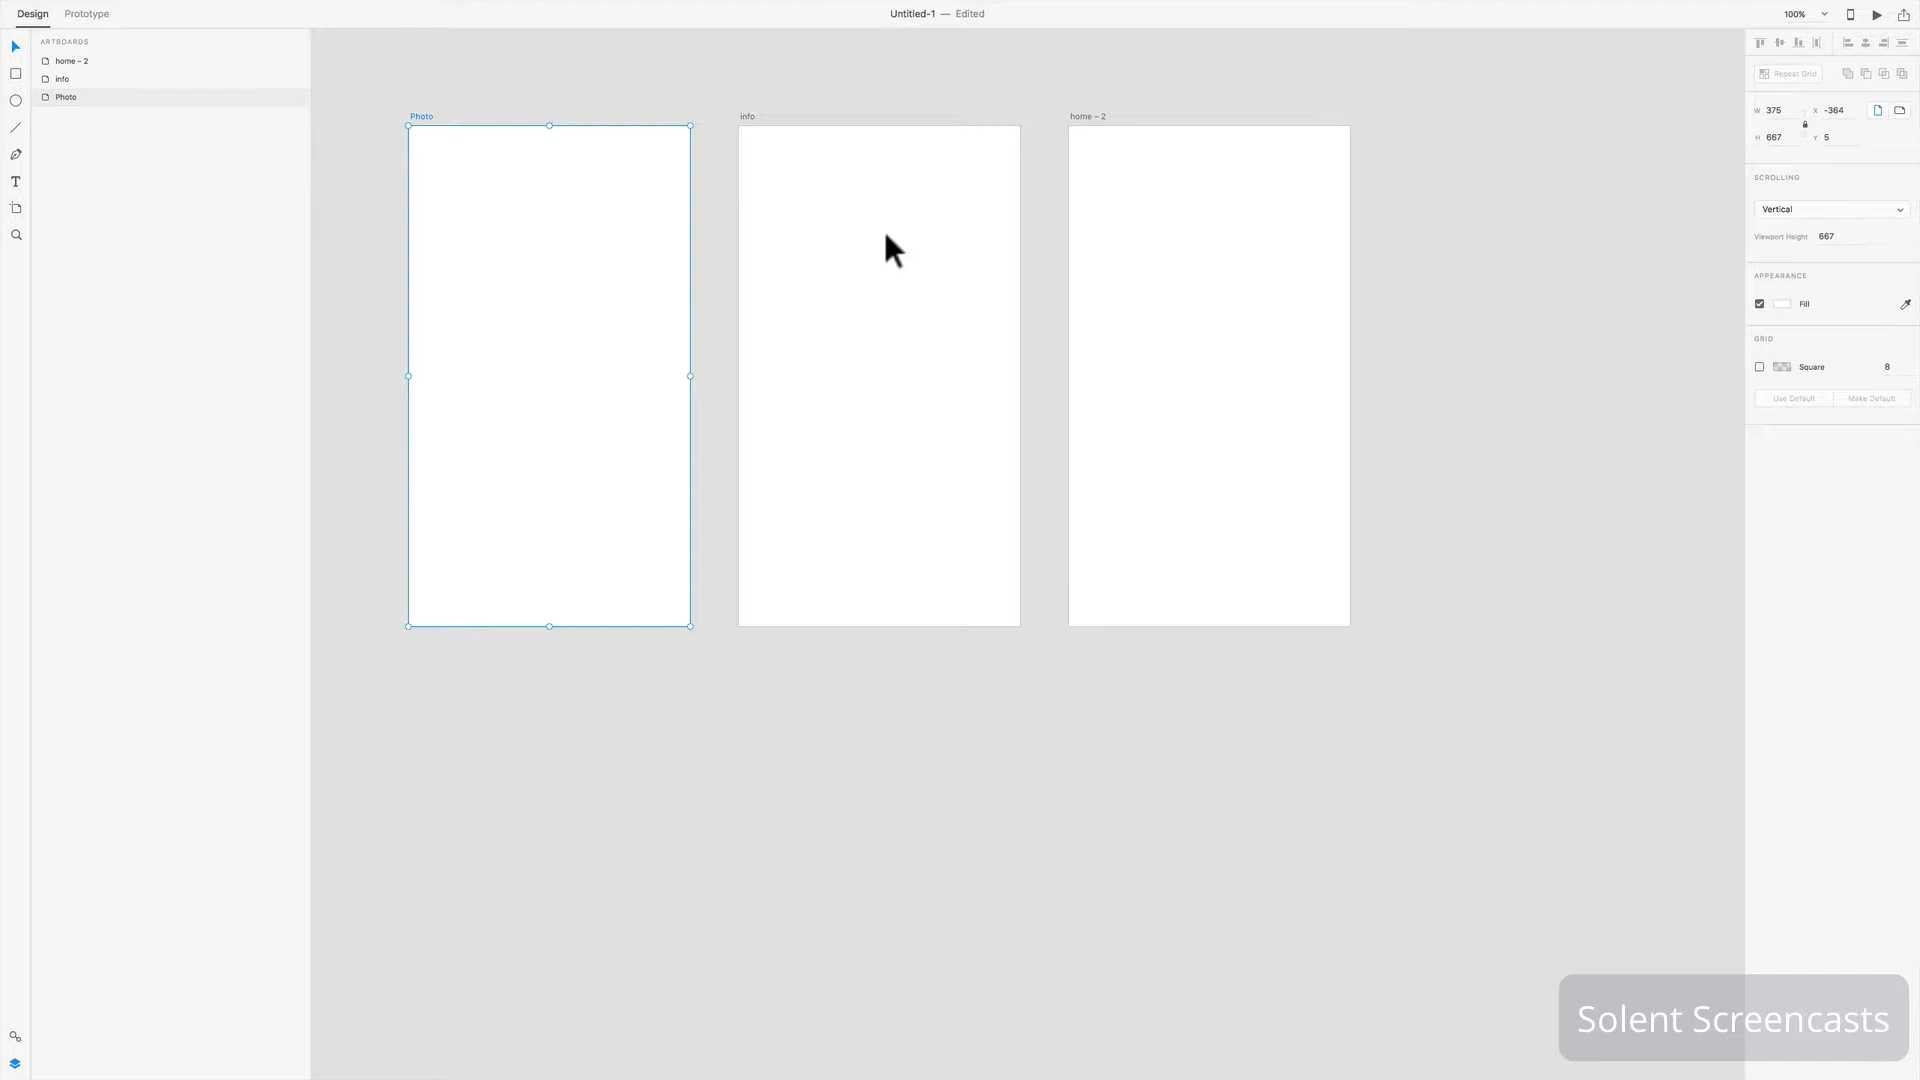 Design Prototype
Untitled-1 — Edited
100%
ARTBOARDS
home – 2
info
Photo
Photo
info
home – 2
Repeat Grid
W 375 X -364
H 667 Y 5
SCROLLING
Vertical
Viewport Height 667
APPEARANCE
Fill
GRID
Square 8
Use Default Make Default
T
Solent Screencasts